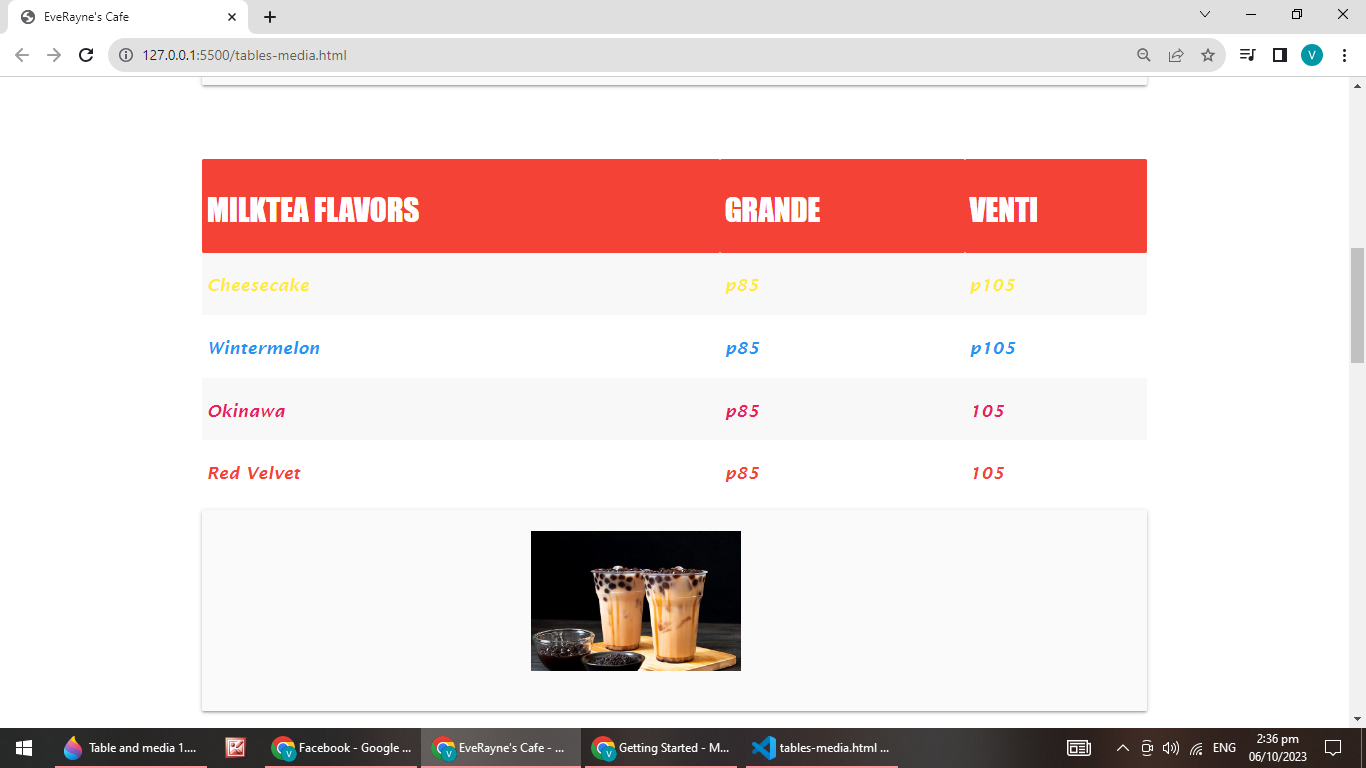 EveRayne's Cafe
127.0.0.1:5500/tables-media.html
V
MILKTEA FLAVORS GRANDE VENTI
Cheesecake p85 p105
Wintermelon p85 p105
Okinawa p85 105
Red Velvet p85 105
Table and media 1.... Facebook - Google ... EveRayne's Cafe - ... Getting Started - M... tables-media.html ... ENG 2:36 pm
06/10/2023